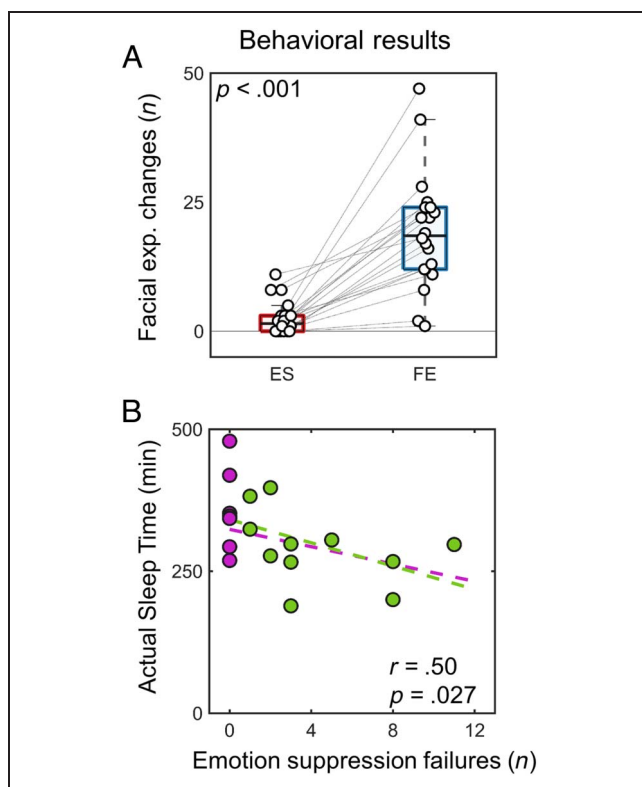 Behavioral results
A
50
p < .001
25
0
Facial exp. changes (n)
ES
FE
B
500
250
0
Actual Sleep Time (min)
r = .50
p = .027
0
4
8
12
Emotion suppression failures (n)